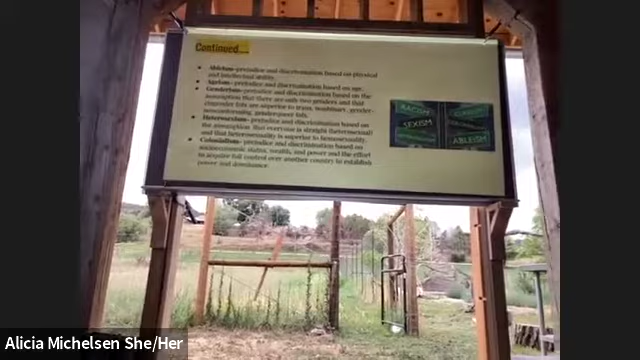 Continued....
• Ableism-prejudice and discrimination based on physical
and intellectual ability.
• Ageism- prejudice and discrimination based on age.
• Genderism-prejudice and discrimination based on the
assumption that there are only two genders and that
cisgender folx are superior to trans, nonbinary, gender-
nonconforming, genderqueer folx.
• Heterosexism- prejudice and discrimination based on
the assumption that everyone is straight (heterosexual)
and that heterosexuality is superior to homosexuality.
• Colonialism- prejudice and discrimination based on
socioeconomic status, wealth, and power and the effort
to acquire full control over another country to establish
power and dominance.
RACISM
SEXISM
ABLEISM
Alicia Michelsen She/Her